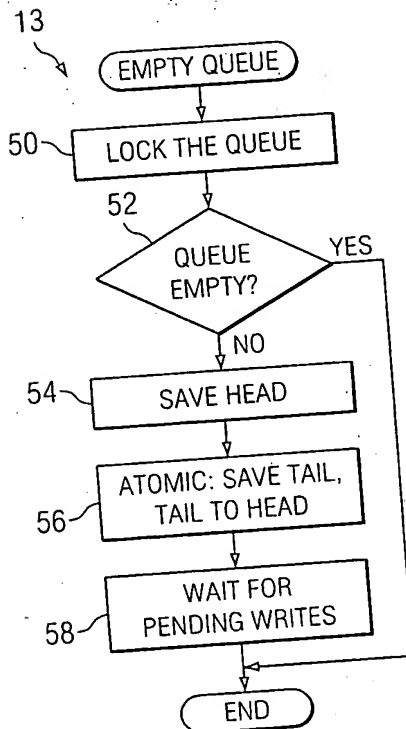 13
EMPTY QUEUE
50
LOCK THE QUEUE
52
QUEUE
EMPTY?
YES
NO
54
SAVE HEAD
56
ATOMIC: SAVE TAIL,
TAIL TO HEAD
58
WAIT FOR
PENDING WRITES
END